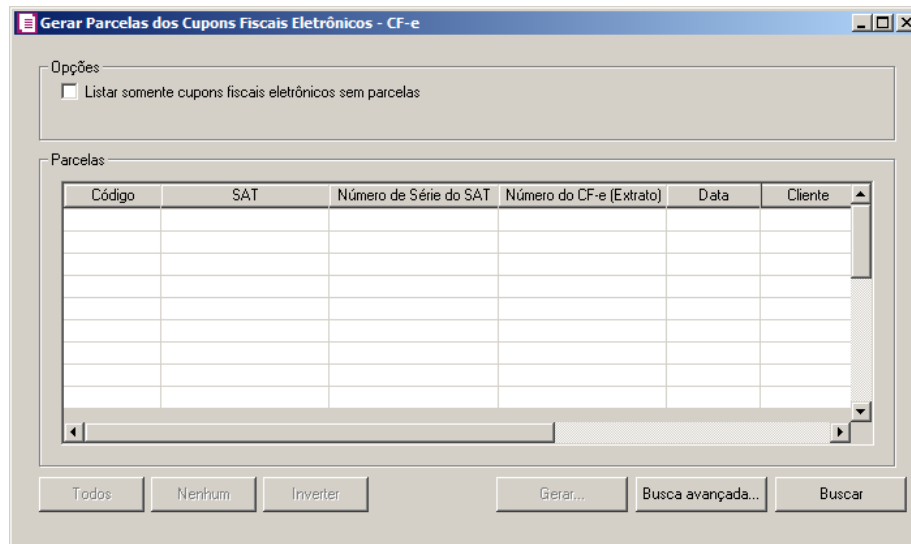 Gerar Parcelas dos Cupons Fiscais Eletrônicos - CF-e
Opções
Listar somente cupons fiscais eletrônicos sem parcelas
Parcelas
Código SAT Número de Série do SAT Número do CF-e (Extrato) Data Cliente
Todos Nenhum Inverter Gerar... Busca avançada... Buscar